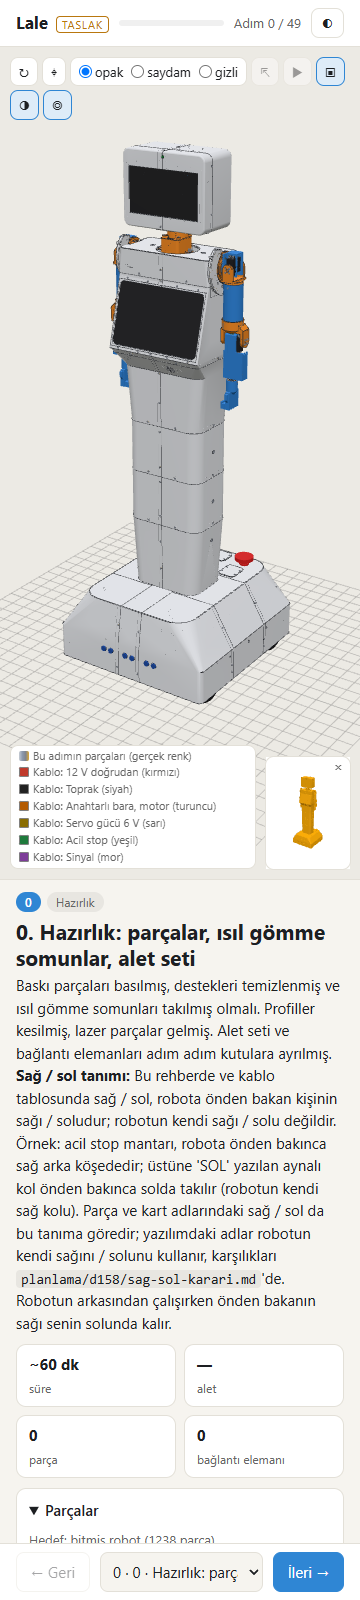 Lale TASLAK Adım 0 / 49
opak saydam gizli
Bu adımın parçaları (gerçek renk)
Kablo: 12 V doğrudan (kırmızı)
Kablo: Toprak (siyah)
Kablo: Anahtarlı bara, motor (turuncu)
Kablo: Servo gücü 6 V (sarı)
Kablo: Acil stop (yeşil)
Kablo: Sinyal (mor)
0 Hazırlık
0. Hazırlık: parçalar, ısıl gömme
somunlar, alet seti
Baskı parçaları basılmış, destekleri temizlenmiş ve
ısıl gömme somunları takılmış olmalı. Profiller
kesilmiş, lazer parçalar gelmiş. Alet seti ve
bağlantı elemanları adım adım kutulara ayrılmış.
Sağ / sol tanımı: Bu rehberde ve kablo
tablosunda sağ / sol, robota önden bakan kişinin
sağı / soludur; robotun kendi sağı / solu değildir.
Örnek: acil stop mantarı, robota önden bakınca
sağ arka köşededir; üstüne 'SOL' yazılan aynalı
kol önden bakınca solda takılır (robotun kendi
sağ kolu). Parça ve kart adlarındaki sağ / sol da
bu tanıma göredir; yazılımdaki adlar robotun
kendi sağını / solunu kullanır, karşılıkları
planlama/d158/sag-sol-karari.md'de.
Robotun arkasından çalışırken önden bakanın
sağı senin solunda kalır.
~60 dk
süre
—
alet
0
parça
0
bağlantı elemanı
▼ Parçalar
Hedef: bitmiş robot (1238 parça)
← Geri 0 · 0 · Hazırlık: parç İleri →